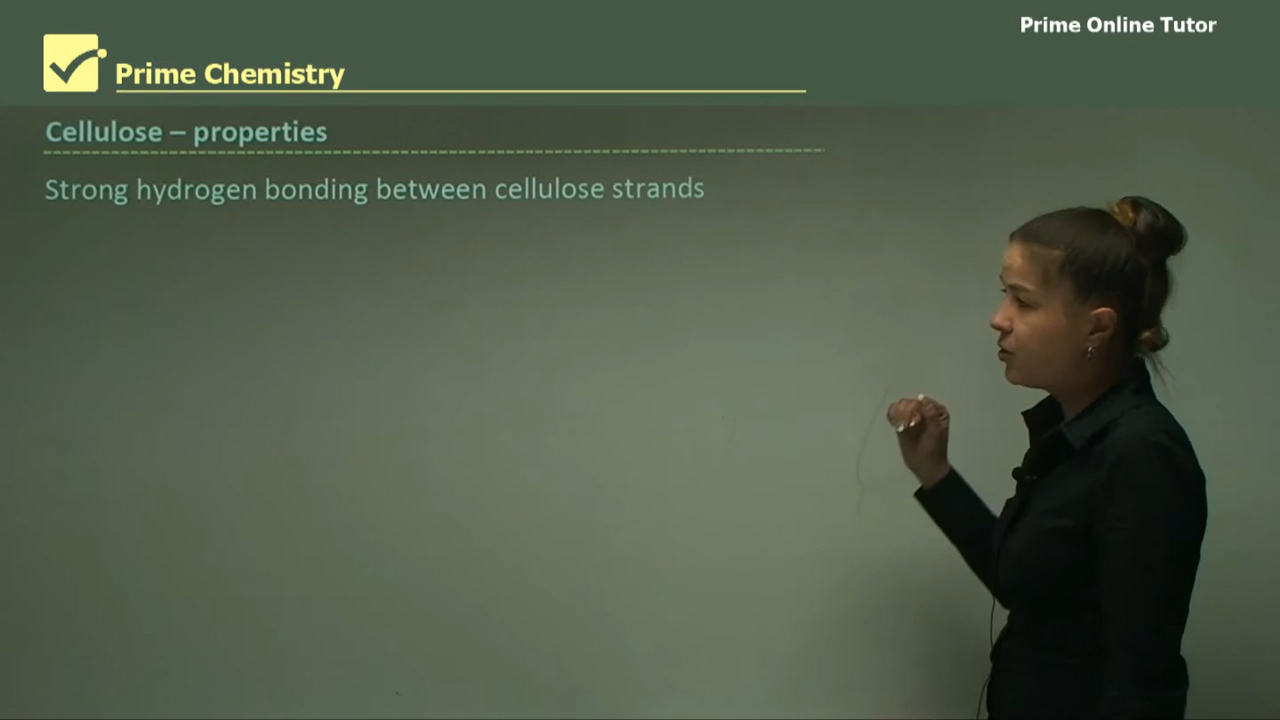 Prime Online Tutor
Prime Chemistry
Cellulose – properties
Strong hydrogen bonding between cellulose strands